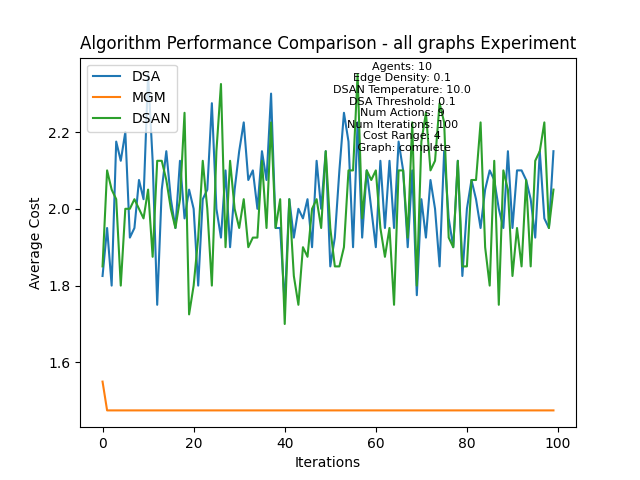 Algorithm Performance Comparison - all graphs Experiment
DSA
MGM
DSAN
Agents: 10
Edge Density: 0.1
DSAN Temperature: 10.0
DSA Threshold: 0.1
Num Actions: 9
Num Iterations: 100
Cost Range: 4
Graph: complete
Average Cost
2.2
2.0
1.8
1.6
0
20
40
60
80
100
Iterations